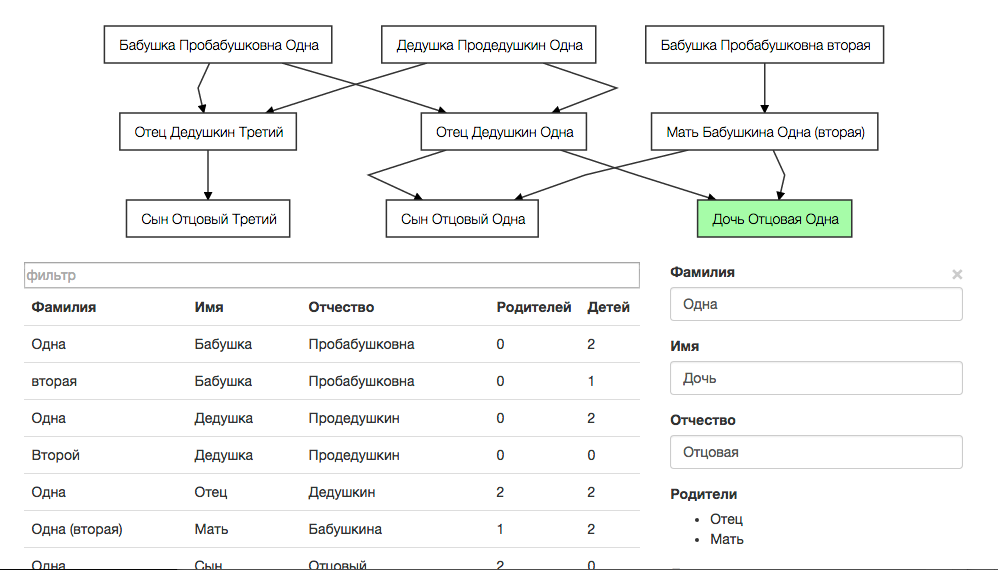 Бабушка Пробабушковна Одна
Дедушка Продедушкин Одна
Бабушка Пробабушковна вторая
Отец Дедушкин Третий
Отец Дедушкин Одна
Мать Бабушкина Одна (вторая)
Сын Отцовый Третий
Сын Отцовый Одна
Дочь Отцовая Одна
фильтр
Фамилия Имя Отчество Родителей Детей
Одна Бабушка Пробабушковна 0 2
вторая Бабушка Пробабушковна 0 1
Одна Дедушка Продедушкин 0 2
Второй Дедушка Продедушкин 0 0
Одна Отец Дедушкин 2 2
Одна (вторая) Мать Бабушкина 1 2
Одна Сын Отцовый 2 0
Фамилия ×
Одна
Имя
Дочь
Отчество
Отцовая
Родители
• Отец
• Мать